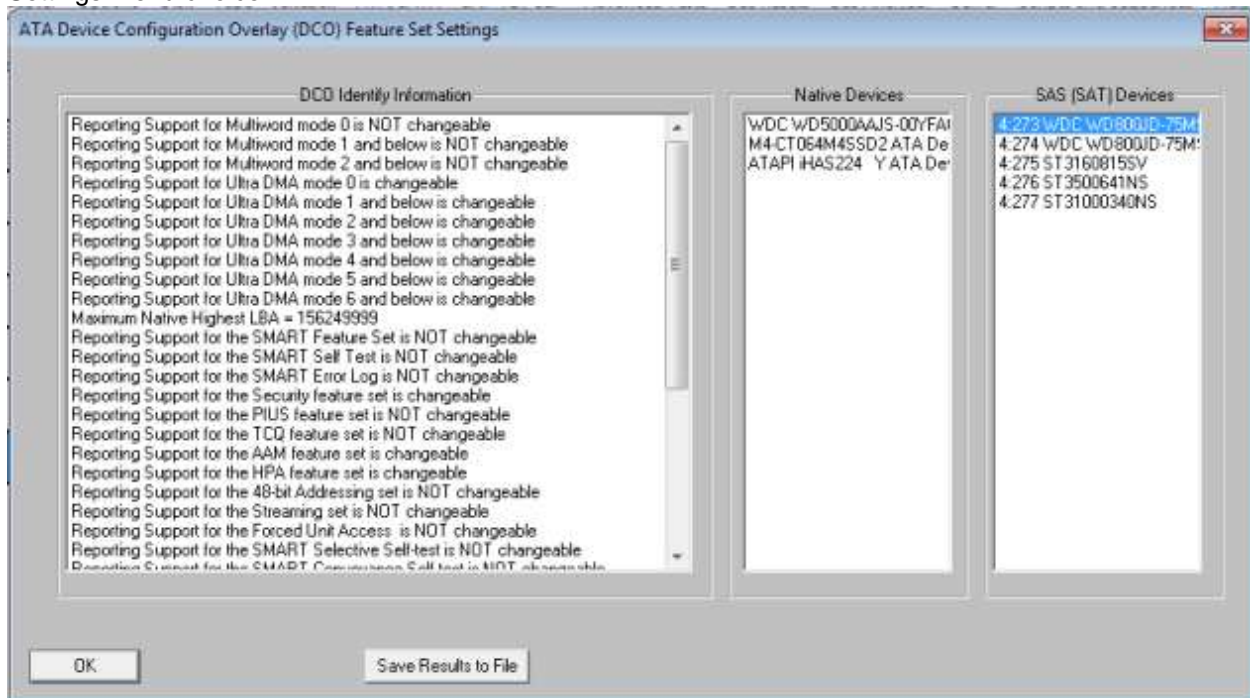 ATA Device Configuration Overlay (DCO) Feature Set Settings
DCO Identify Information
Reporting Support for Multiword mode 0 is NOT changeable
Reporting Support for Multiword mode 1 and below is NOT changeable
Reporting Support for Multiword mode 2 and below is NOT changeable
Reporting Support for Ultra DMA mode 0 is changeable
Reporting Support for Ultra DMA mode 1 and below is changeable
Reporting Support for Ultra DMA mode 2 and below is changeable
Reporting Support for Ultra DMA mode 3 and below is changeable
Reporting Support for Ultra DMA mode 4 and below is changeable
Reporting Support for Ultra DMA mode 5 and below is changeable
Reporting Support for Ultra DMA mode 6 and below is changeable
Maximum Native Highest LBA = 156249999
Reporting Support for the SMART Feature Set is NOT changeable
Reporting Support for the SMART Self Test is NOT changeable
Reporting Support for the SMART Error Log is NOT changeable
Reporting Support for the Security feature set is changeable
Reporting Support for the PIUS feature set is NOT changeable
Reporting Support for the TCQ feature set is NOT changeable
Reporting Support for the AAM feature set is changeable
Reporting Support for the HPA feature set is changeable
Reporting Support for the 48-bit Addressing set is NOT changeable
Reporting Support for the Streaming set is NOT changeable
Reporting Support for the Forced Unit Access is NOT changeable
Reporting Support for the SMART Selective Self-test is NOT changeable
Reporting Support for the SMART Conveyance Self-test is NOT changeable
Native Devices
WDC WD5000AAJS-00YFA
M4-CT064M4SSD2 ATA De
ATAPI iHAS224 Y ATA De
SAS (SAT) Devices
4:273 WDC WD800JD-75M
4:274 WDC WD800JD-75M
4:275 ST3160815SV
4:276 ST3500641NS
4:277 ST31000340NS
OK
Save Results to File